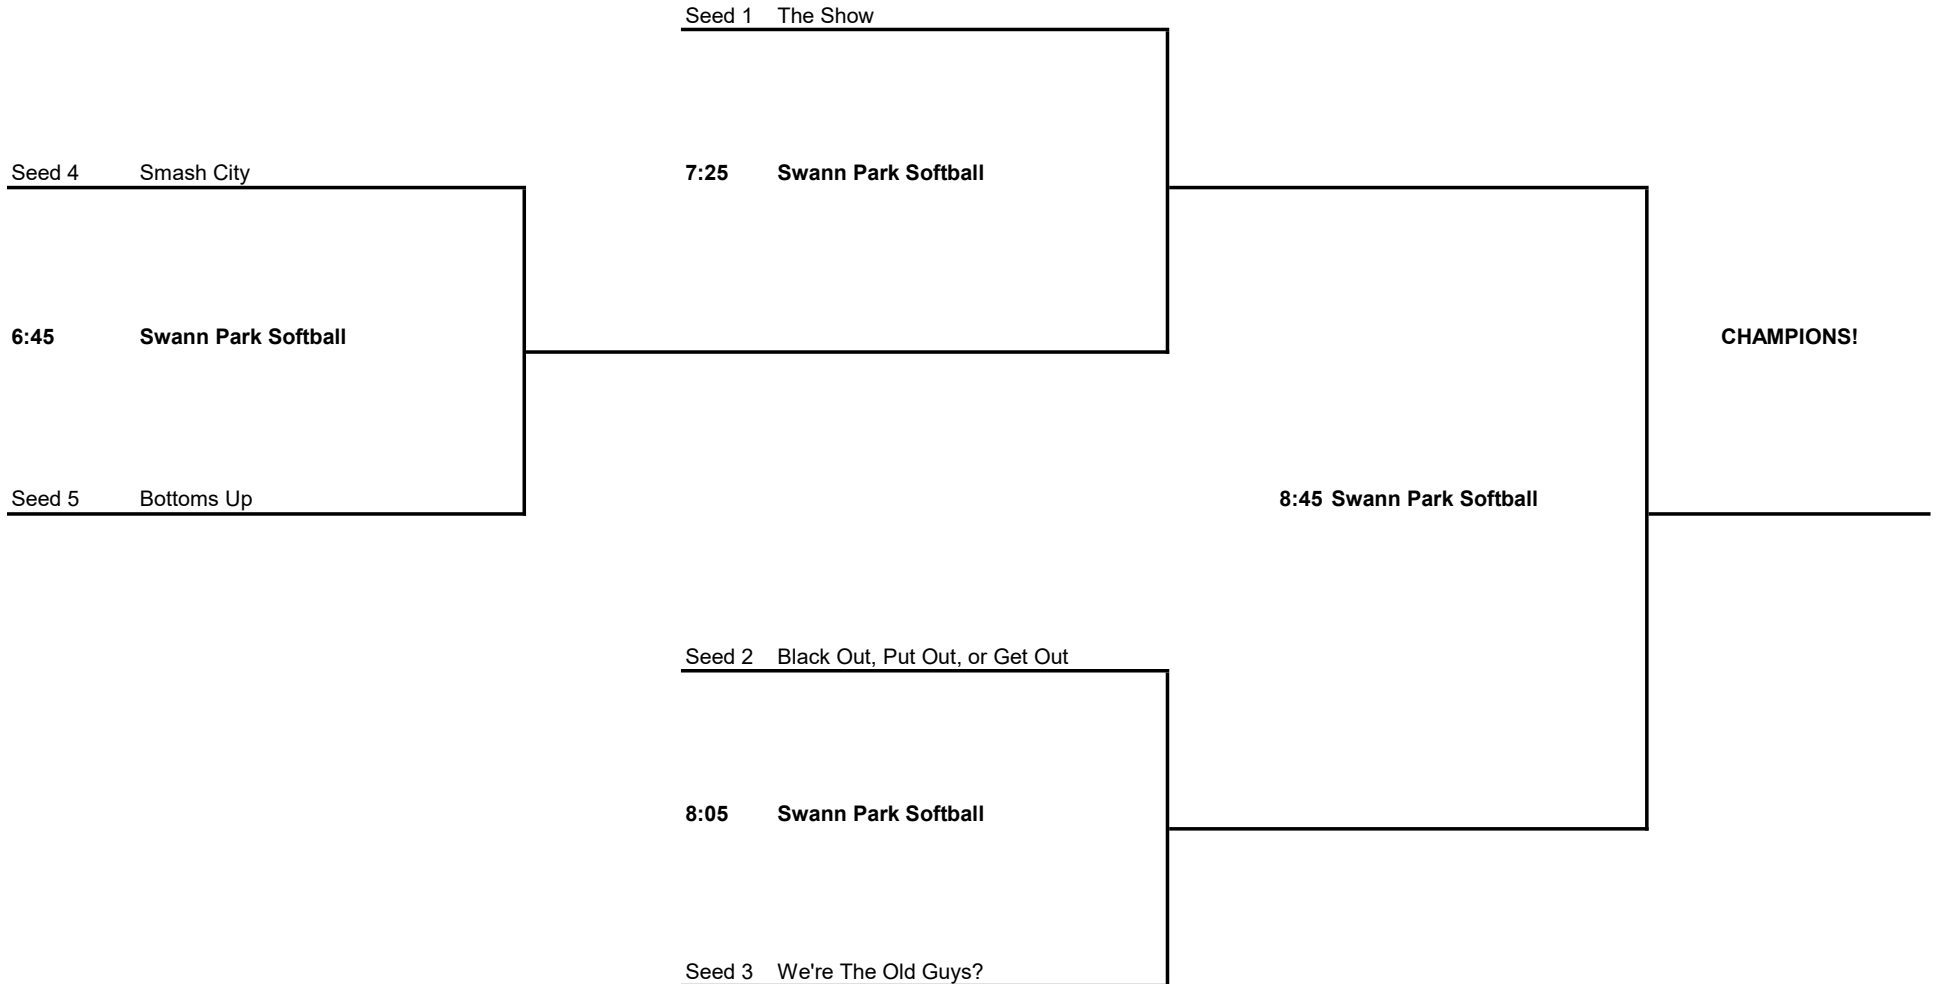 Seed 1 The Show
Seed 4 Smash City
7:25 Swann Park Softball
6:45 Swann Park Softball
CHAMPIONS!
Seed 5 Bottoms Up
8:45 Swann Park Softball
Seed 2 Black Out, Put Out, or Get Out
8:05 Swann Park Softball
Seed 3 We're The Old Guys?